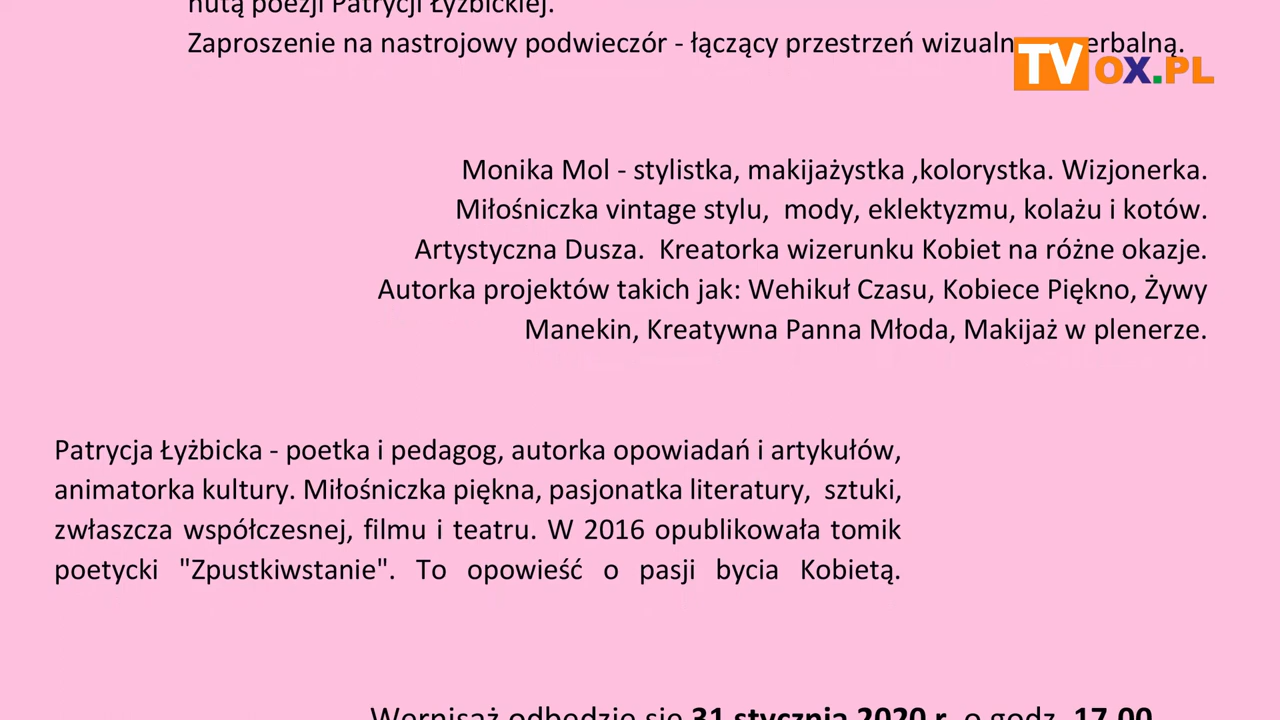 nutą poezji Patrycji Łyżbickiej.
Zaproszenie na nastrojowy podwieczór - łączący przestrzeń
TVOX.PL
Monika Mol - stylistka, makijażystka ,kolorystka. Wizjonerka.
Miłośniczka vintage stylu,  mody, eklektyzmu, kolażu i kotów.
Artystyczna Dusza.  Kreatorka wizerunku Kobiet na różne okazje.
Autorka projektów takich jak: Wehikuł Czasu, Kobiece Piękno, Żywy
Manekin, Kreatywna Panna Młoda, Makijaż w plenerze.
Patrycja Łyżbicka - poetka i pedagog, autorka opowiadań i artykułów,
animatorka kultury. Miłośniczka piękna, pasjonatka literatury,  sztuki,
zwłaszcza współczesnej, filmu i teatru. W 2016 opublikowała tomik
poetycki "Zpustkiwstanie". To opowieść o pasji bycia Kobietą.
Wernisaż odbędzie się 31 stycznia 2020 r. o godz. 17.00